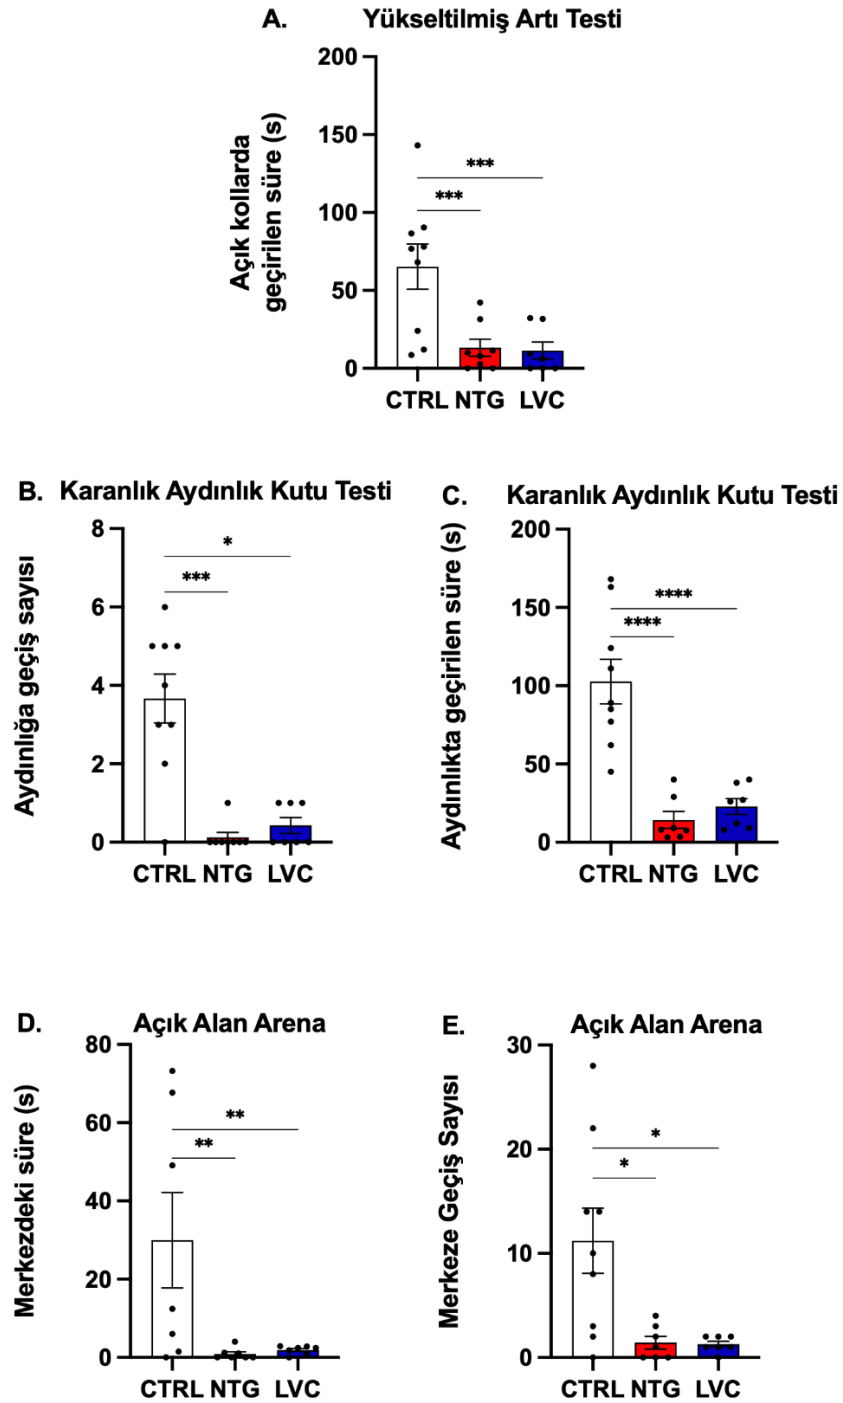 A. Yükseltilmiş Artı Testi
Açık kollarda
geçirilen süre (s)
200
150
100
50
0
***
***
CTRL NTG LVC
B. Karanlık Aydınlık Kutu Testi
Aydınlığa geçiş sayısı
8
6
4
2
0
*
***
CTRL NTG LVC
C. Karanlık Aydınlık Kutu Testi
Aydınlıkta geçirilen süre (s)
200
150
100
50
0
****
****
CTRL NTG LVC
D. Açık Alan Arena
Merkezdeki süre (s)
80
60
40
20
0
**
**
CTRL NTG LVC
E. Açık Alan Arena
Merkeze Geçiş Sayısı
30
20
10
0
*
*
CTRL NTG LVC